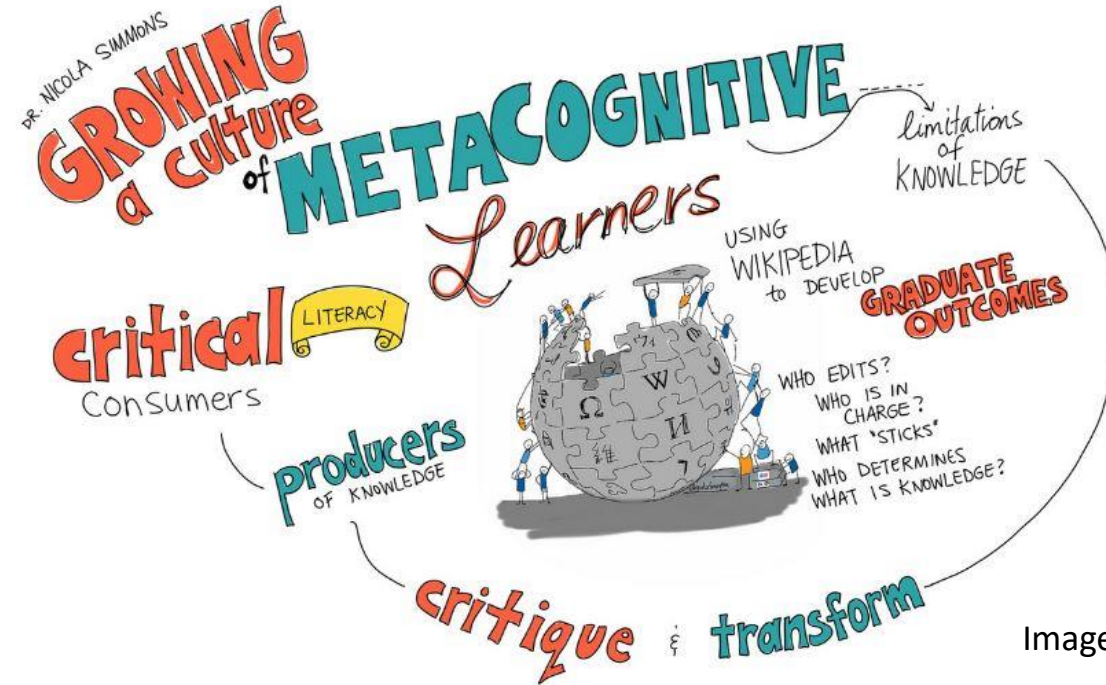 DR. NICOLA SIMMONS
GROWING
a culture
of METACOGNITIVE
Learners
limitations
of
KNOWLEDGE
USING
WIKIPEDIA
to DEVELOP
GRADUATE
OUTCOMES
critical LITERACY
Consumers
producers
OF KNOWLEDGE
Ω
W
И
維
7
WHO EDITS?
WHO IS IN
CHARGE?
WHAT "STICKS"
WHO DETERMINES
WHAT IS KNOWLEDGE?
critique & transform
Image